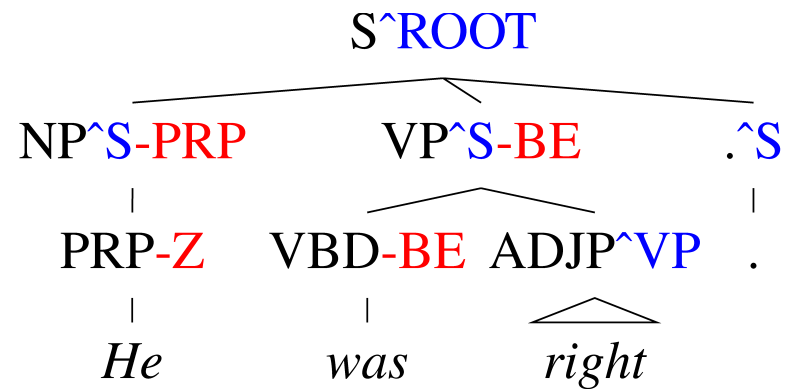 S^ROOT
NP^S-PRP VP^S-BE .^S
PRP-Z VBD-BE ADJP^VP .
He was right